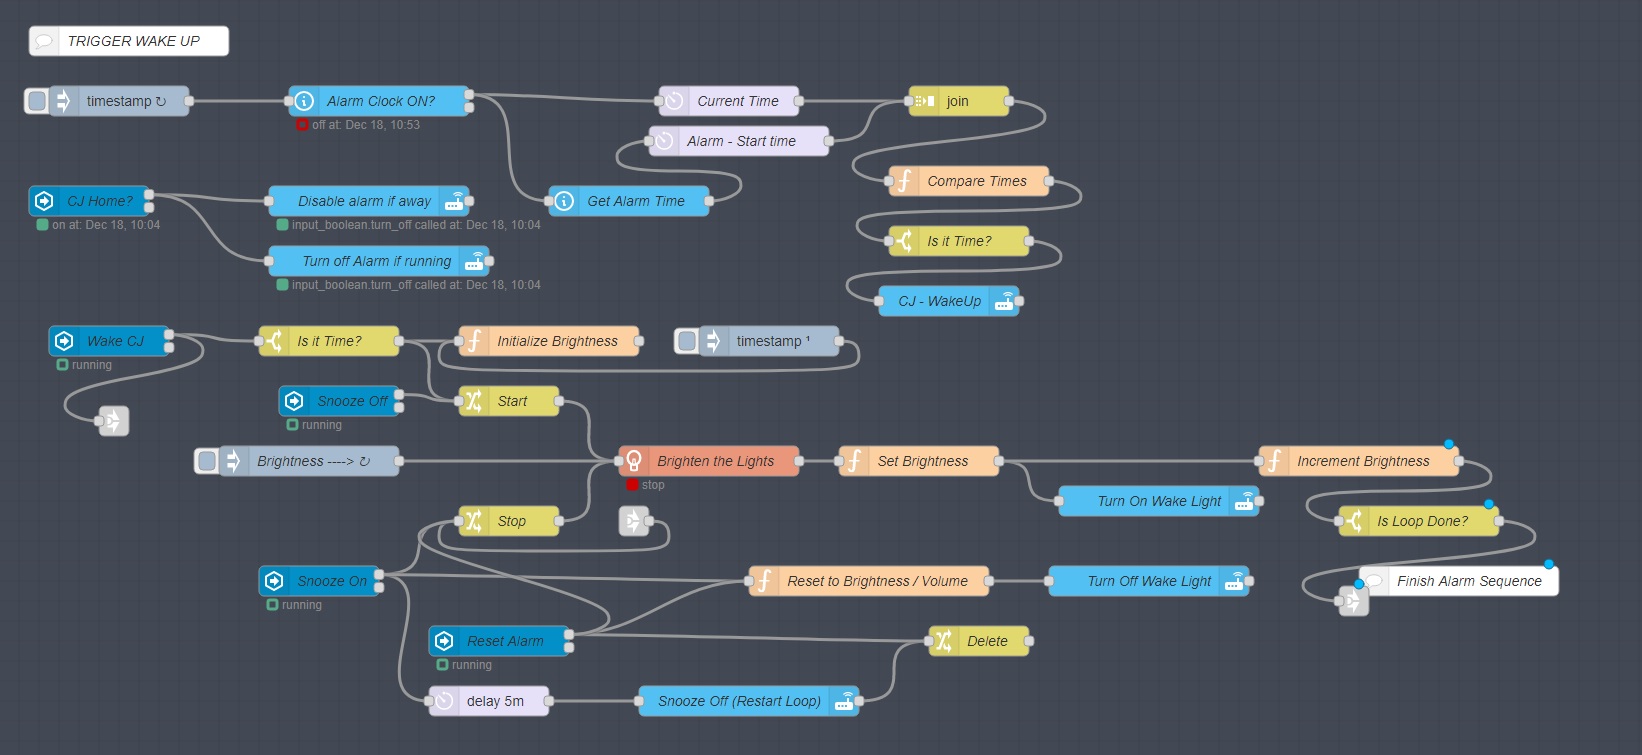 TRIGGER WAKE UP
timestamp ↻
Alarm Clock ON?
off at: Dec 18, 10:53
Current Time
join
Alarm - Start time
Compare Times
CJ Home?
on at: Dec 18, 10:04
Disable alarm if away
input_boolean.turn_off called at: Dec 18, 10:04
Get Alarm Time
Is it Time?
Turn off Alarm if running
input_boolean.turn_off called at: Dec 18, 10:04
CJ - WakeUp
Wake CJ
running
Is it Time?
Initialize Brightness
timestamp ¹
Snooze Off
running
Start
Brightness ----> ↻
Brighten the Lights
stop
Set Brightness
Increment Brightness
Turn On Wake Light
Stop
Is Loop Done?
Snooze On
running
Reset to Brightness / Volume
Turn Off Wake Light
Finish Alarm Sequence
Reset Alarm
running
Delete
delay 5m
Snooze Off (Restart Loop)